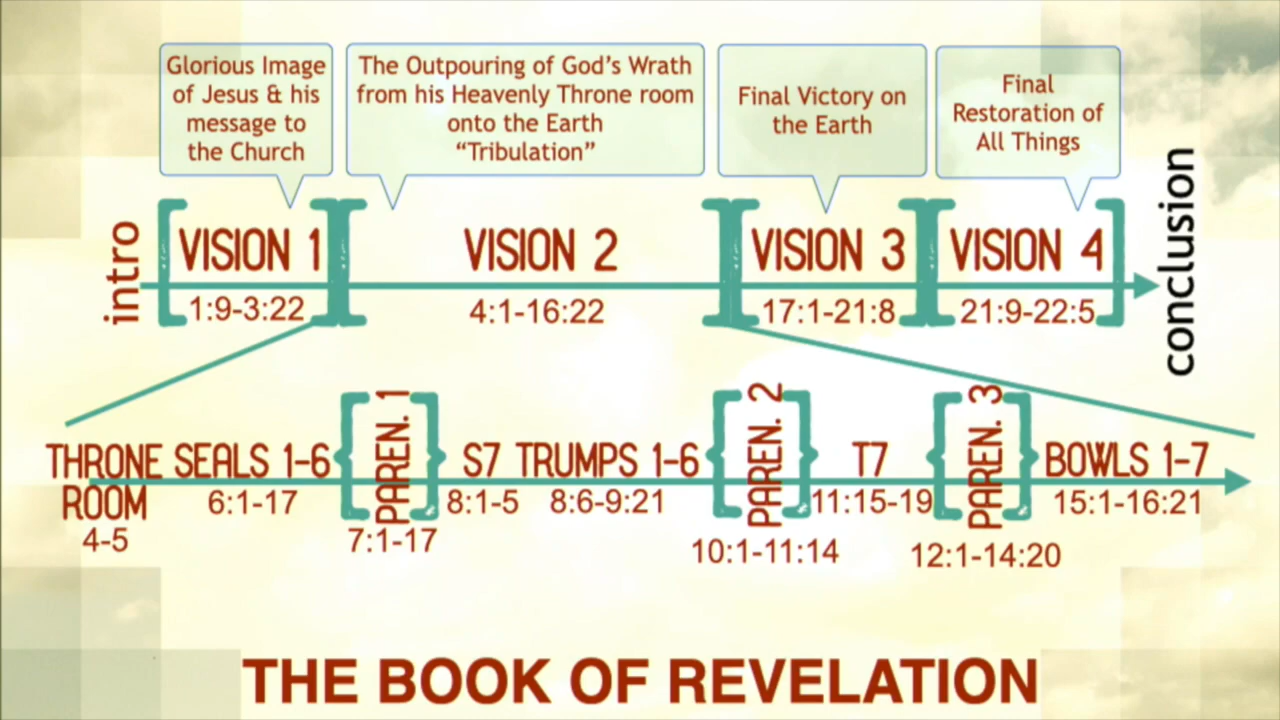 Glorious Image
of Jesus & his
message to
the Church
The Outpouring of God's Wrath
from his Heavenly Throne room
onto the Earth
“Tribulation”
Final Victory on
the Earth
Final
Restoration of
All Things
intro
VISION 1
VISION 2
VISION 3
VISION 4
conclusion
1:9-3:22
4:1-16:22
17:1-21:8
21:9-22:5
THRONE
ROOM
4-5
SEALS 1-6
6:1-17
PAREN. 1
7:1-17
S7
8:1-5
TRUMPS 1-6
8:6-9:21
PAREN. 2
10:1-11:14
T7
11:15-19
PAREN. 3
12:1-14:20
BOWLS 1-7
15:1-16:21
THE BOOK OF REVELATION